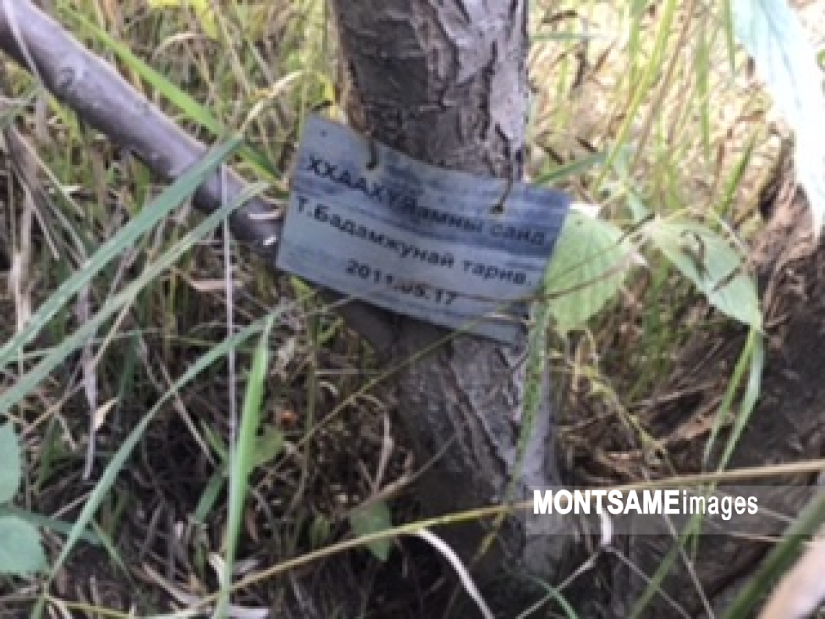 ХХААХҮЯамны сайд
Т.Бадамжунай тарив.
2011.05.17
MONTSAMEimages